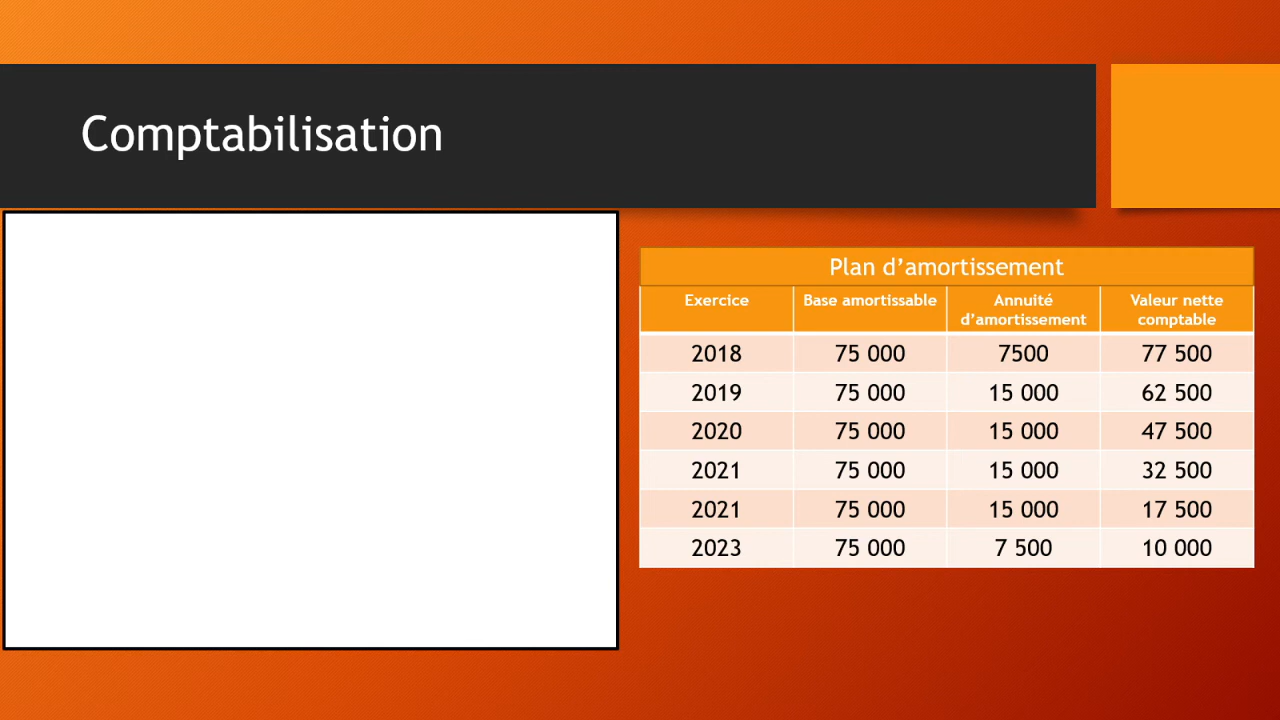 Comptabilisation
Plan d’amortissement
Exercice Base amortissable Annuité d’amortissement Valeur nette comptable
2018 75 000 7500 77 500
2019 75 000 15 000 62 500
2020 75 000 15 000 47 500
2021 75 000 15 000 32 500
2021 75 000 15 000 17 500
2023 75 000 7 500 10 000